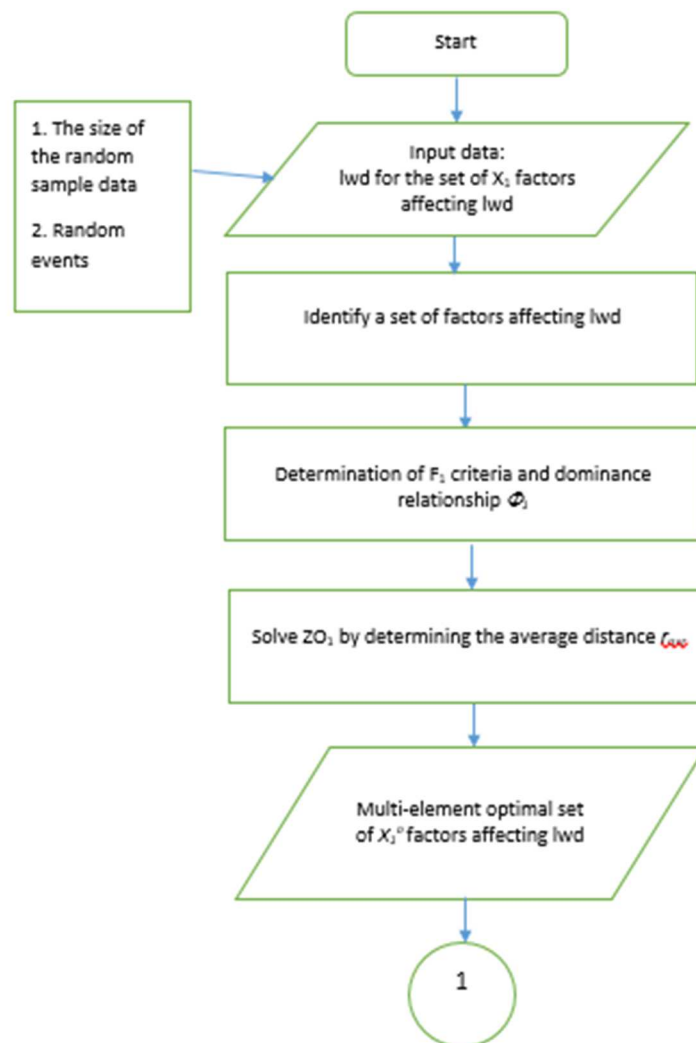 Start
1. The size of
the random
sample data
2. Random
events
Input data:
lwd for the set of X₁ factors
affecting lwd
Identify a set of factors affecting lwd
Determination of F₁ criteria and dominance
relationship Φ₁
Solve ZO₁ by determining the average distance
Multi-element optimal set
of X₁ᵒ factors affecting lwd
1